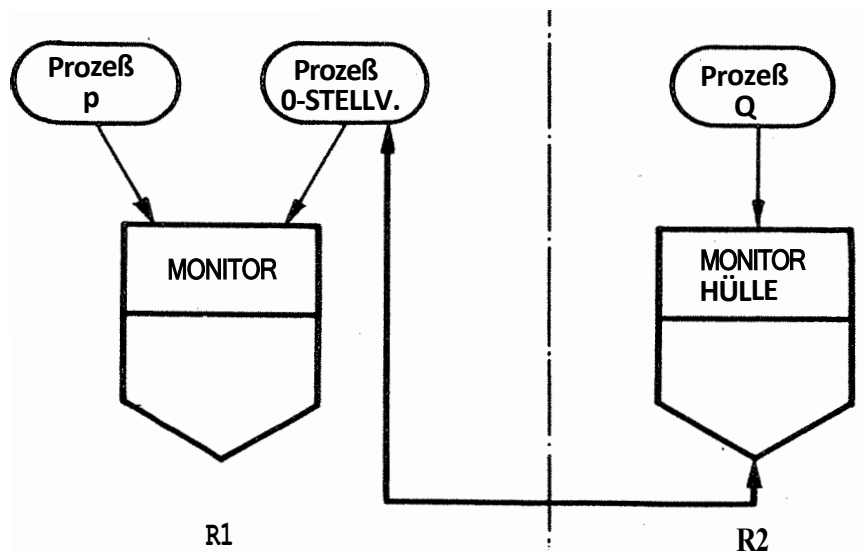 Prozeß
p
Prozeß
0-STELLV.
Prozeß
Q
MONITOR
MONITOR
HÜLLE
R1
R2